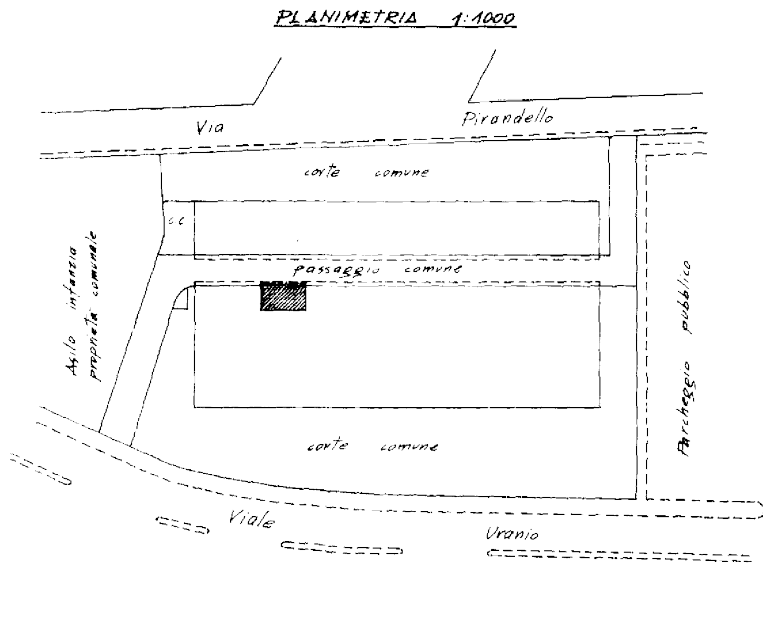 PLANIMETRIA 1:1000
Via Pirandello
corte comune
cc
passaggio comune
Asilo infanzia
proprietà comunale
Parcheggio pubblico
corte comune
Viale Uranio